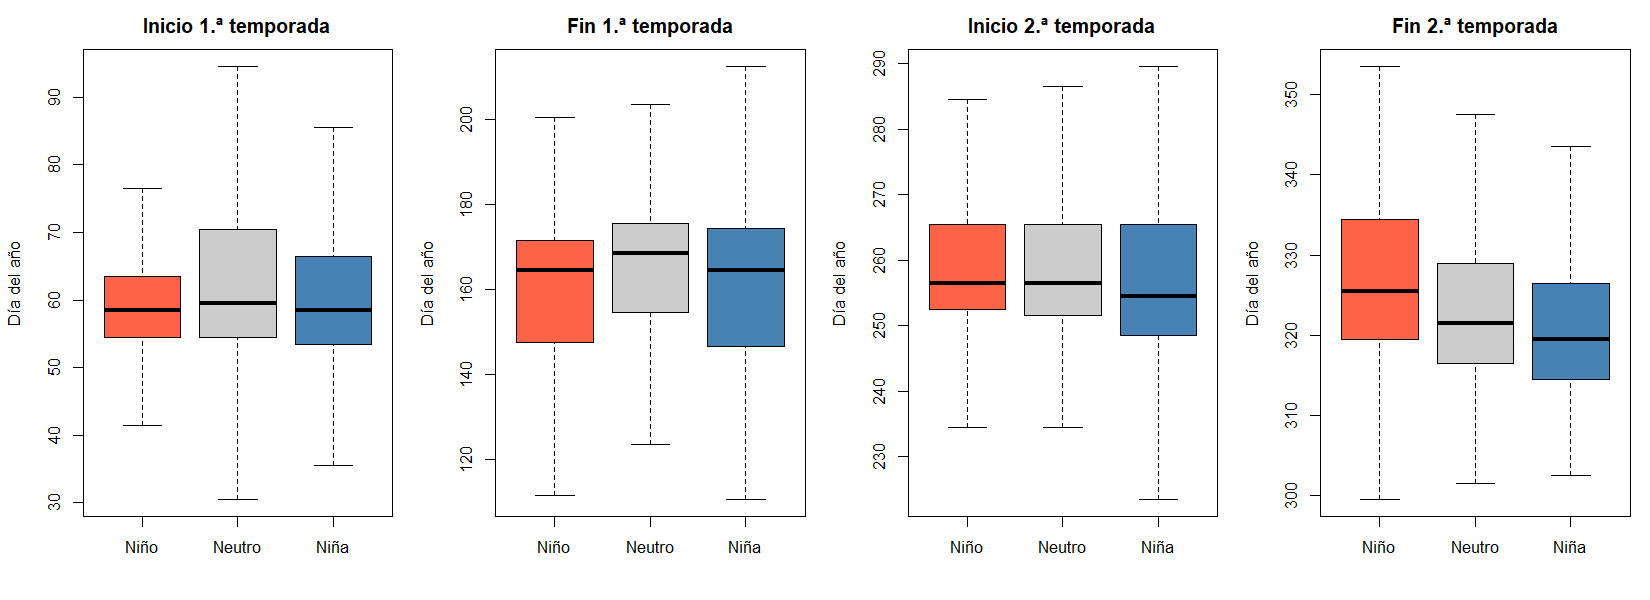 Inicio 1.ª temporada
Día del año
90
80
70
60
50
40
30
Niño Neutro Niña
Fin 1.ª temporada
Día del año
200
180
160
140
120
Niño Neutro Niña
Inicio 2.ª temporada
Día del año
290
280
270
260
250
240
230
Niño Neutro Niña
Fin 2.ª temporada
Día del año
350
340
330
320
310
300
Niño Neutro Niña